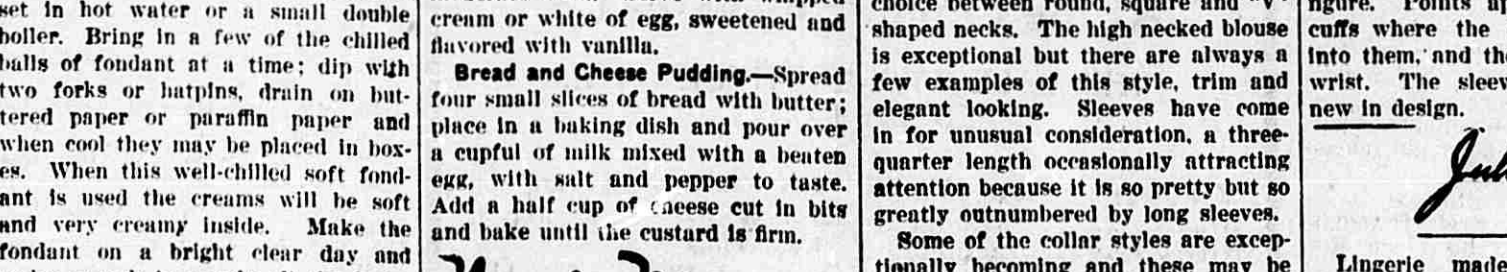 set in hot water or a small double
boiler. Bring in a few of the chilled
balls of fondant at a time; dip with
two forks or hatpins, drain on but-
tered paper or paraffin paper and
when cool they may be placed in box-
es. When this well-chilled soft fond-
ant is used the creams will be soft
and very creamy inside. Make the
fondant on a bright clear day and
cream or white of egg, sweetened and
flavored with vanilla.
Bread and Cheese Pudding.—Spread
four small slices of bread with butter;
place in a baking dish and pour over
a cupful of milk mixed with a beaten
egg, with salt and pepper to taste.
Add a half cup of cheese cut in bits
and bake until the custard is firm.
choice between round, square and "V"
shaped necks. The high necked blouse
is exceptional but there are always a
few examples of this style, trim and
elegant looking. Sleeves have come
in for unusual consideration, a three-
quarter length occasionally attracting
attention because it is so pretty but so
greatly outnumbered by long sleeves.
Some of the collar styles are excep-
tionally becoming and these may be
figure. Points
cuffs where the
into them, and
wrist. The
new in design.
Lingerie made